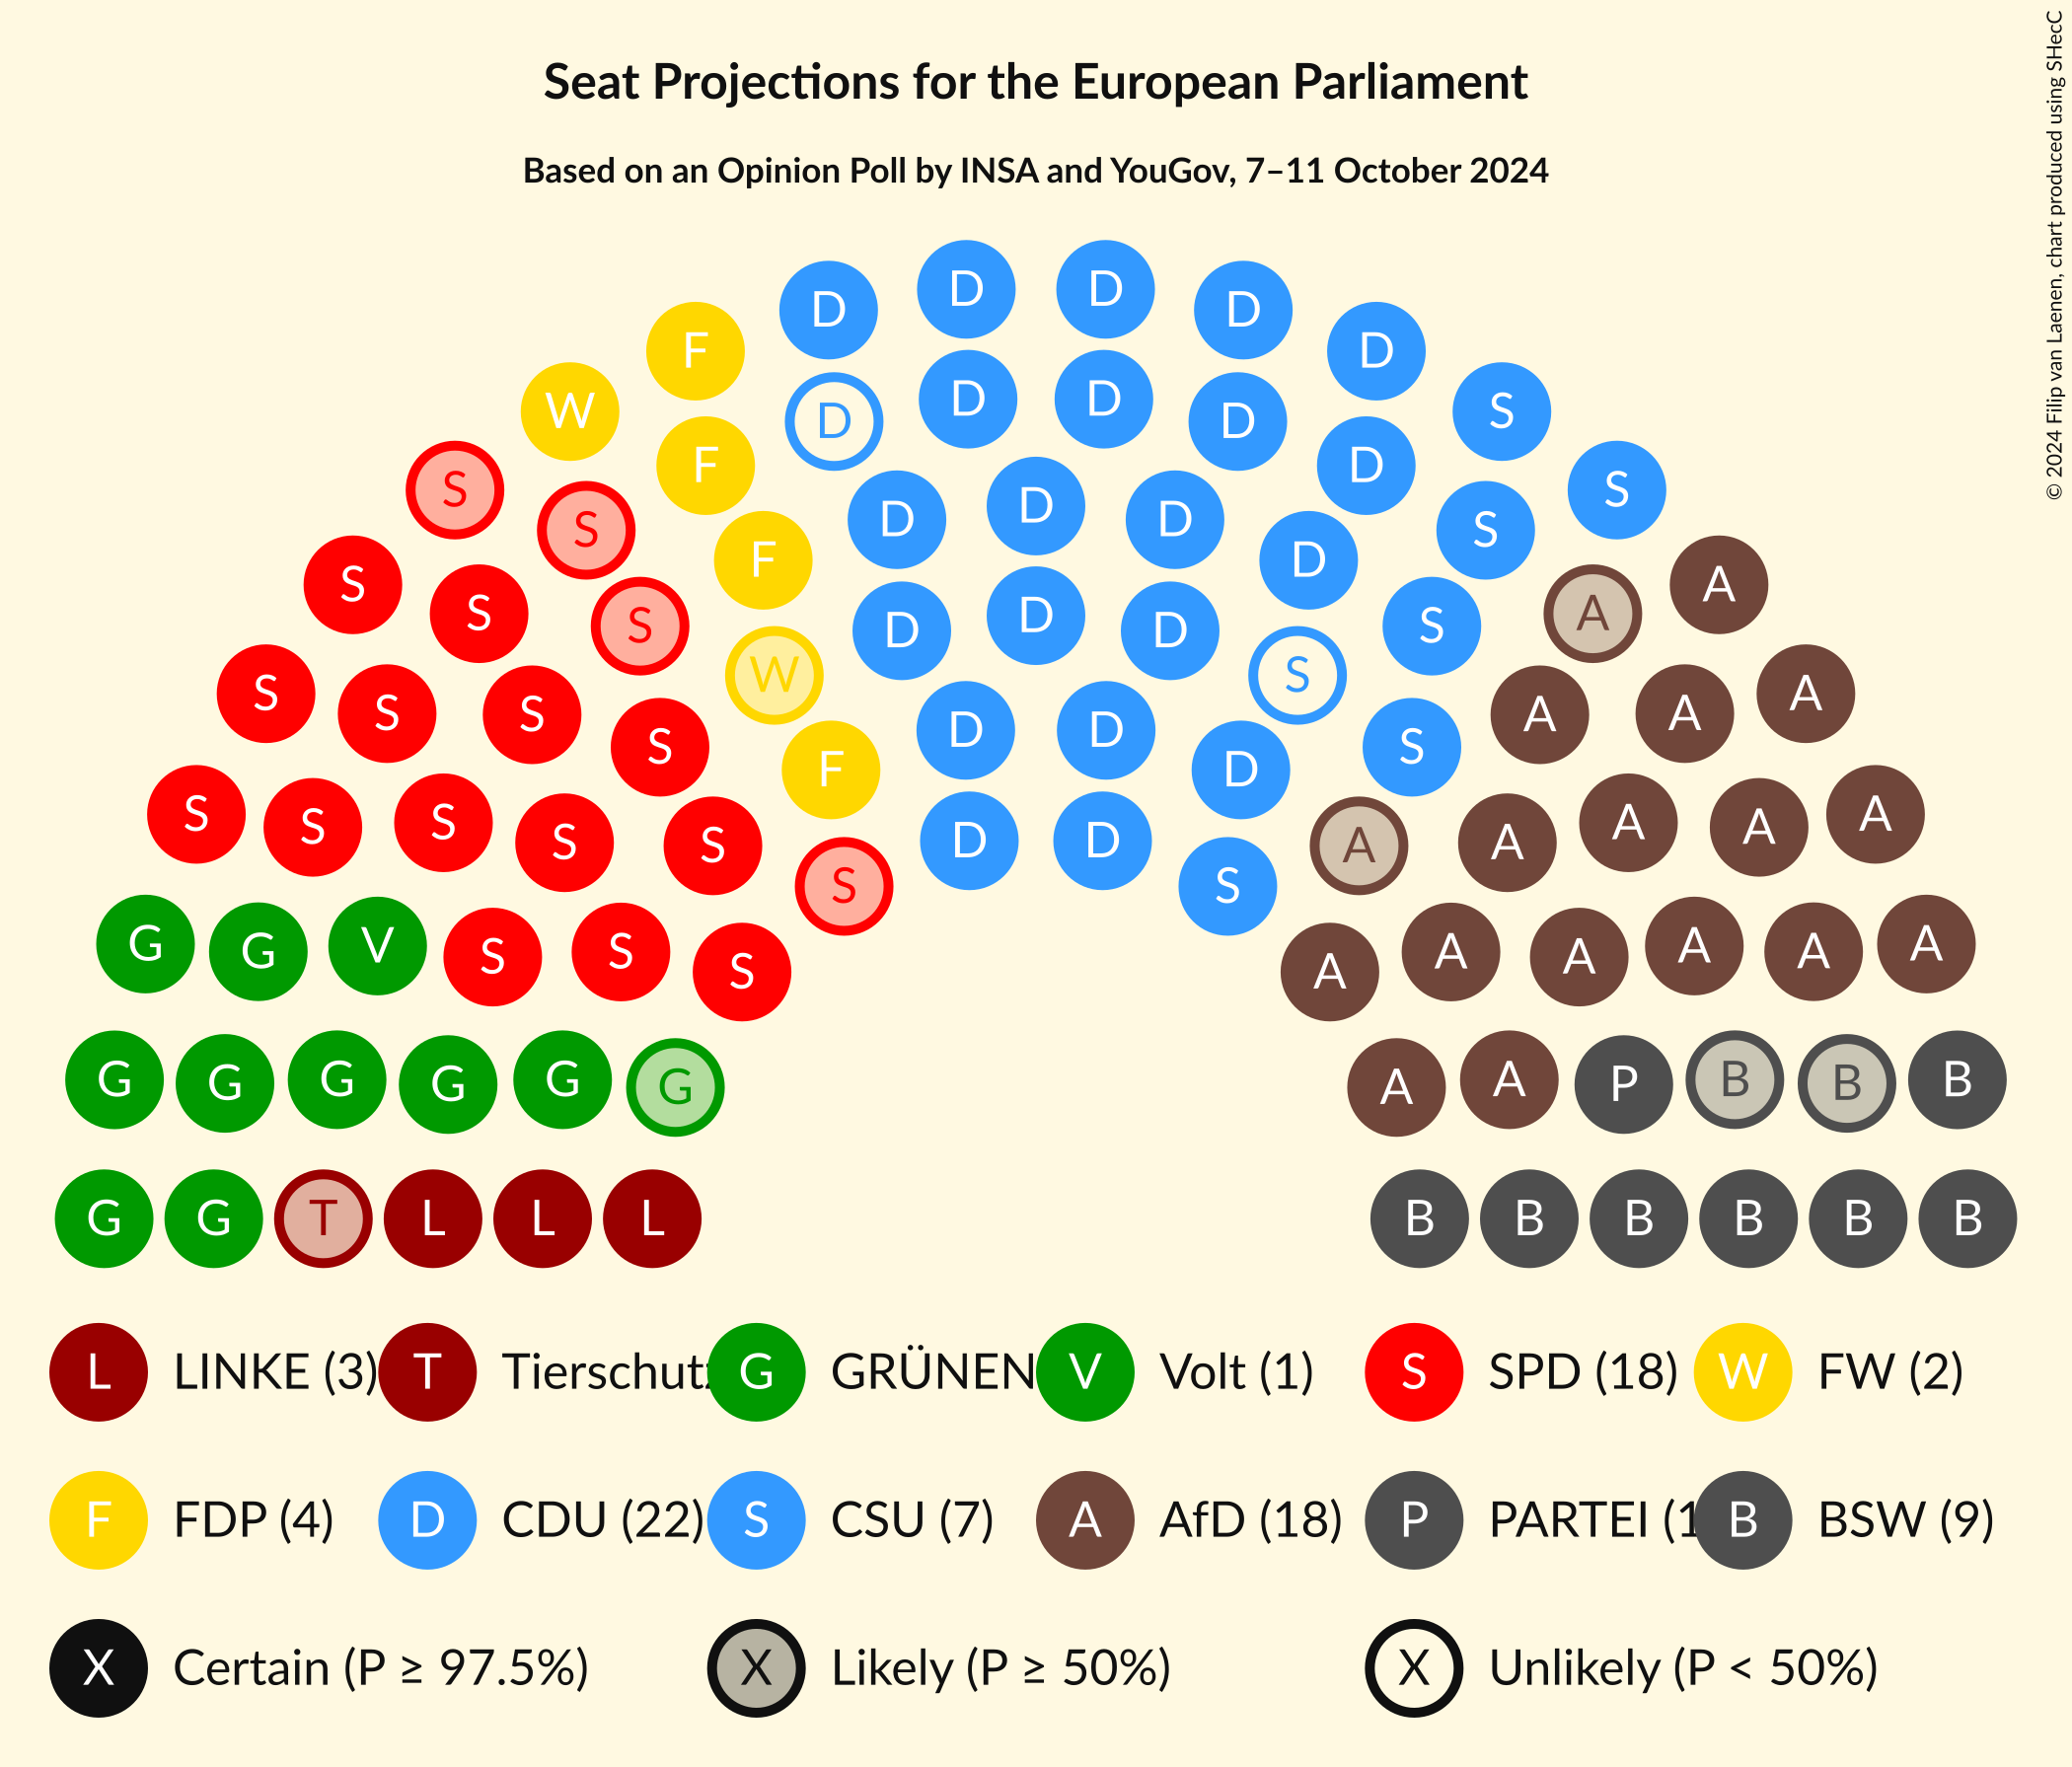 Seat Projections for the European Parliament
Based on an Opinion Poll by INSA and YouGov, 7–11 October 2024
© 2024 Filip van Laenen, chart produced using SHecC
D D D D
F D D
W D D D D S
F D D
S S F D D D D S S
S S S W D D D S S A A
S S S S F D D D S A A A
S S S S S S D D S A A A A A
G G V S S S A A A A A A
G G G G G G A A P B B B
G G T L L L B B B B B B
L LINKE (3) T Tierschutz G GRÜNEN V Volt (1) S SPD (18) W FW (2)
F FDP (4) D CDU (22) S CSU (7) A AfD (18) P PARTEI (1 B BSW (9)
X Certain (P ≥ 97.5%) X Likely (P ≥ 50%) X Unlikely (P < 50%)